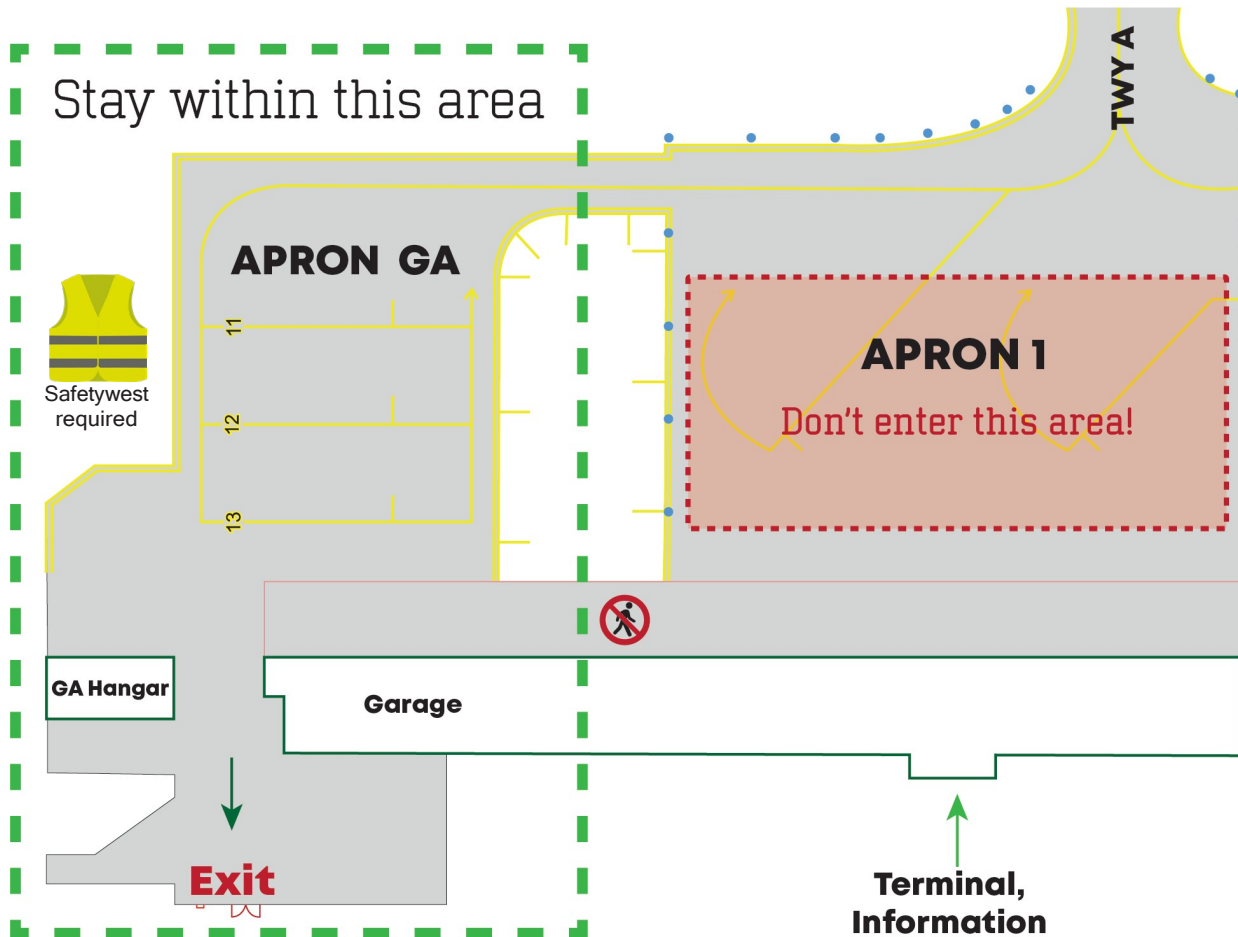 Stay within this area
TWY A
APRON GA
11
Safetywest
required
12
13
APRON 1
Don't enter this area!
GA Hangar
Garage
Exit
Terminal,
Information